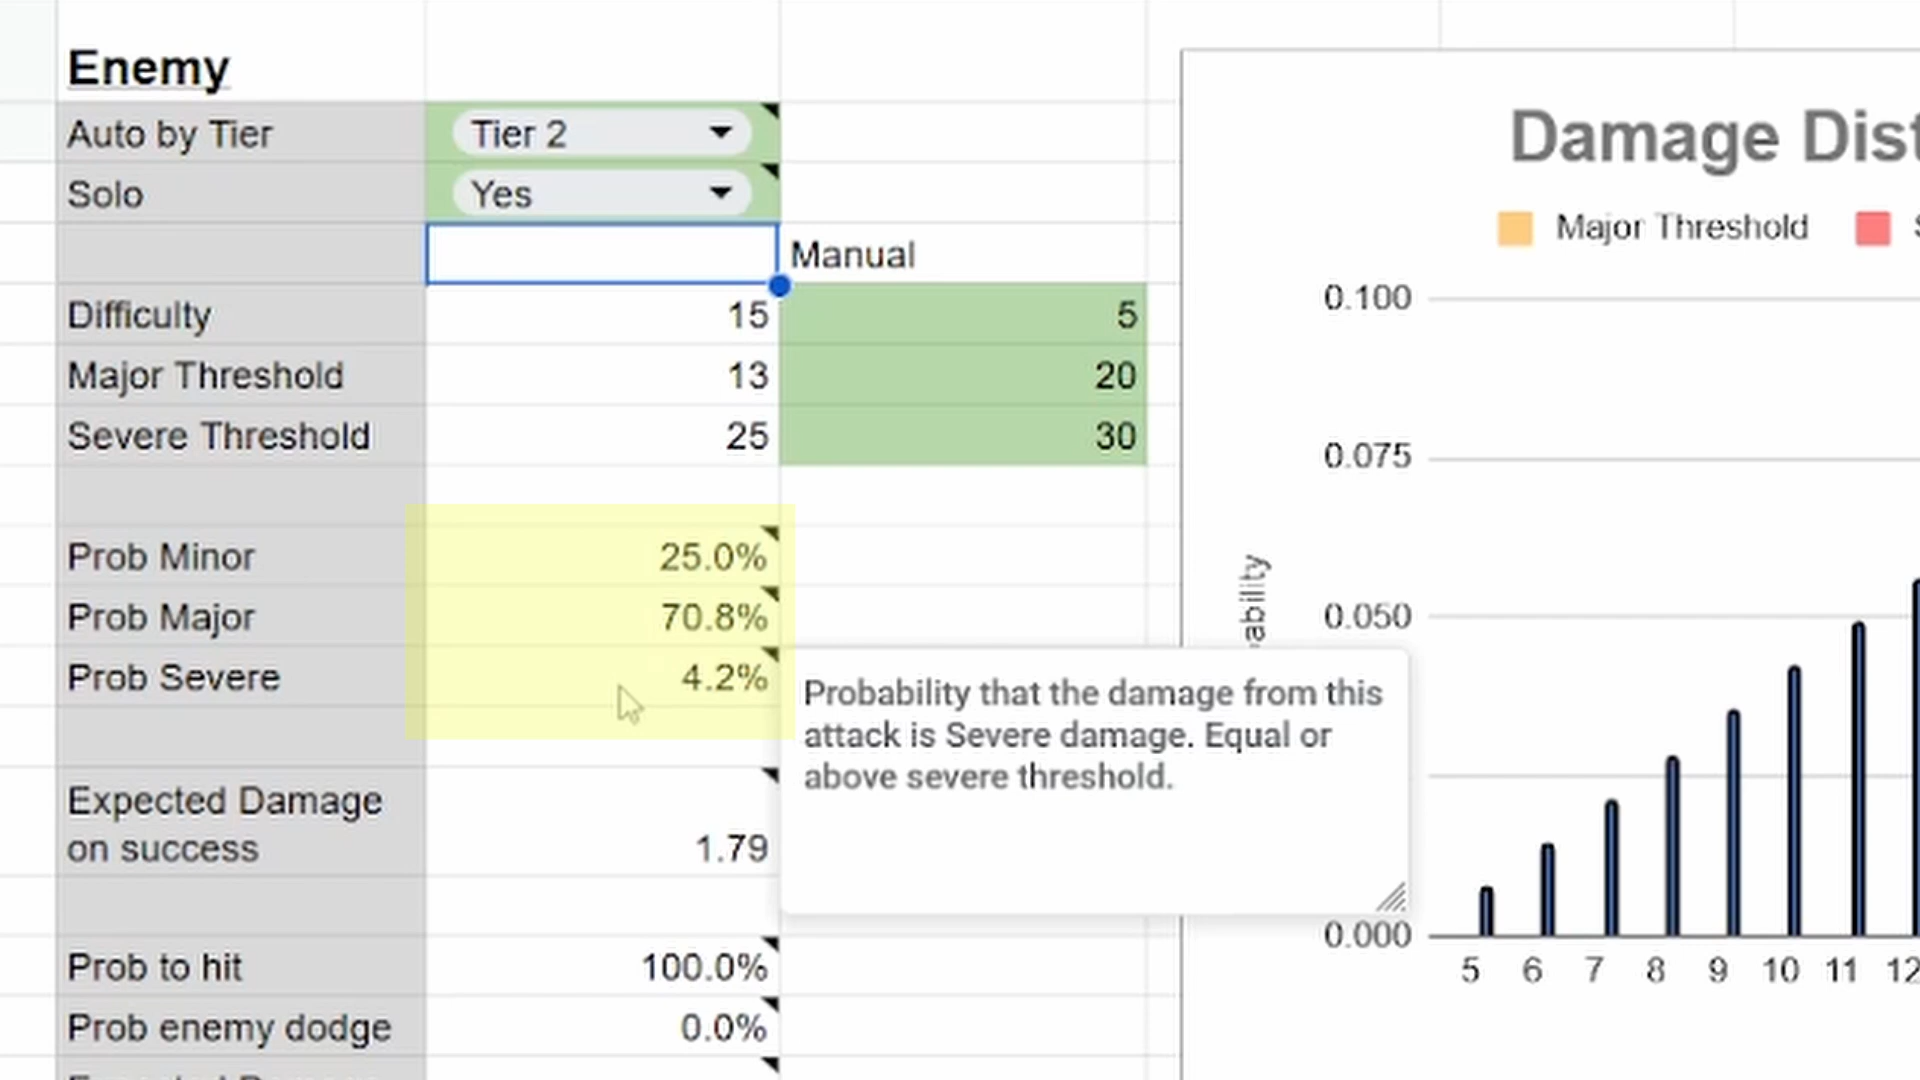 Enemy
Auto by Tier
Tier 2
Solo
Yes
Manual
Difficulty
15
5
Major Threshold
13
20
Severe Threshold
25
30
Prob Minor
25.0%
Prob Major
70.8%
Prob Severe
4.2%
Probability that the damage from this
attack is Severe damage. Equal or
above severe threshold.
Expected Damage
on success
1.79
Prob to hit
100.0%
Prob enemy dodge
0.0%
Damage Dist
Major Threshold
0.100
0.075
0.050
0.000
ability
5 6 7 8 9 10 11 12